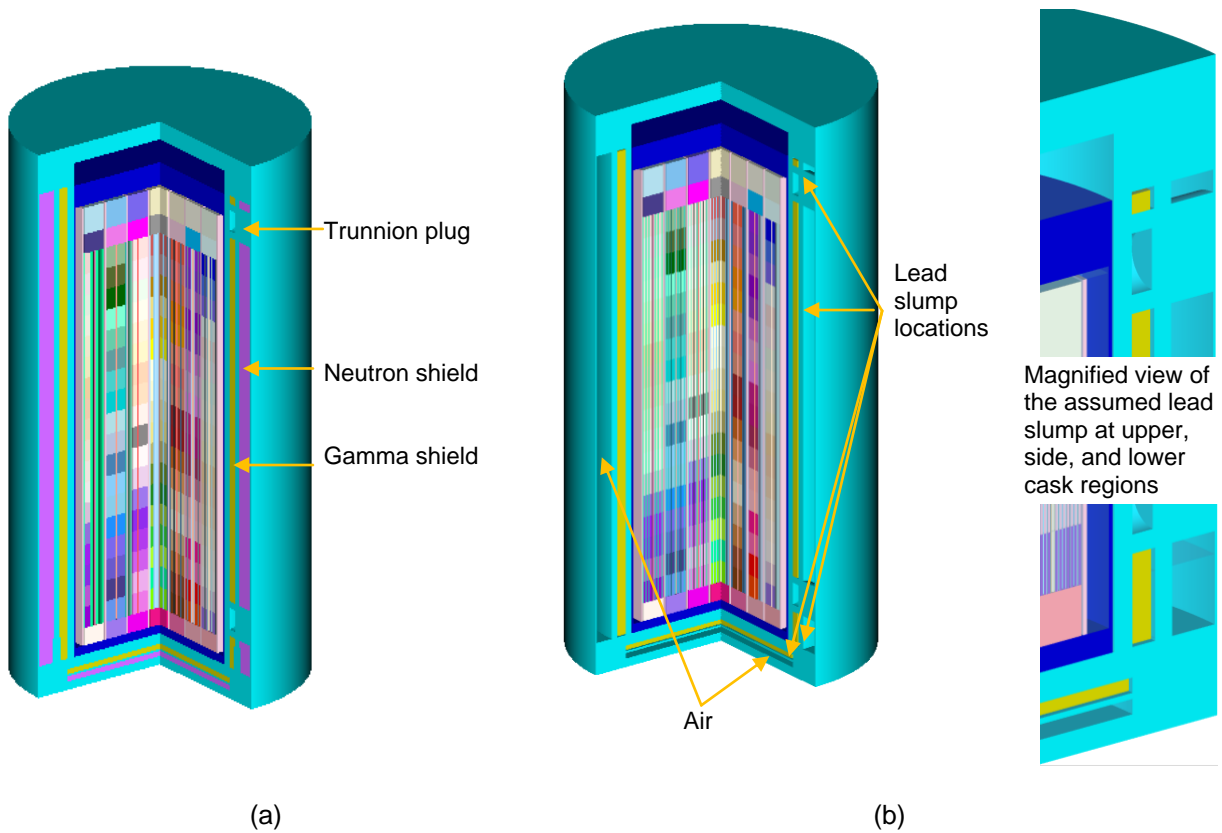 Trunnion plug
Neutron shield
Gamma shield
Lead
slump
locations
Air
Magnified view of
the assumed lead
slump at upper,
side, and lower
cask regions
(a)
(b)